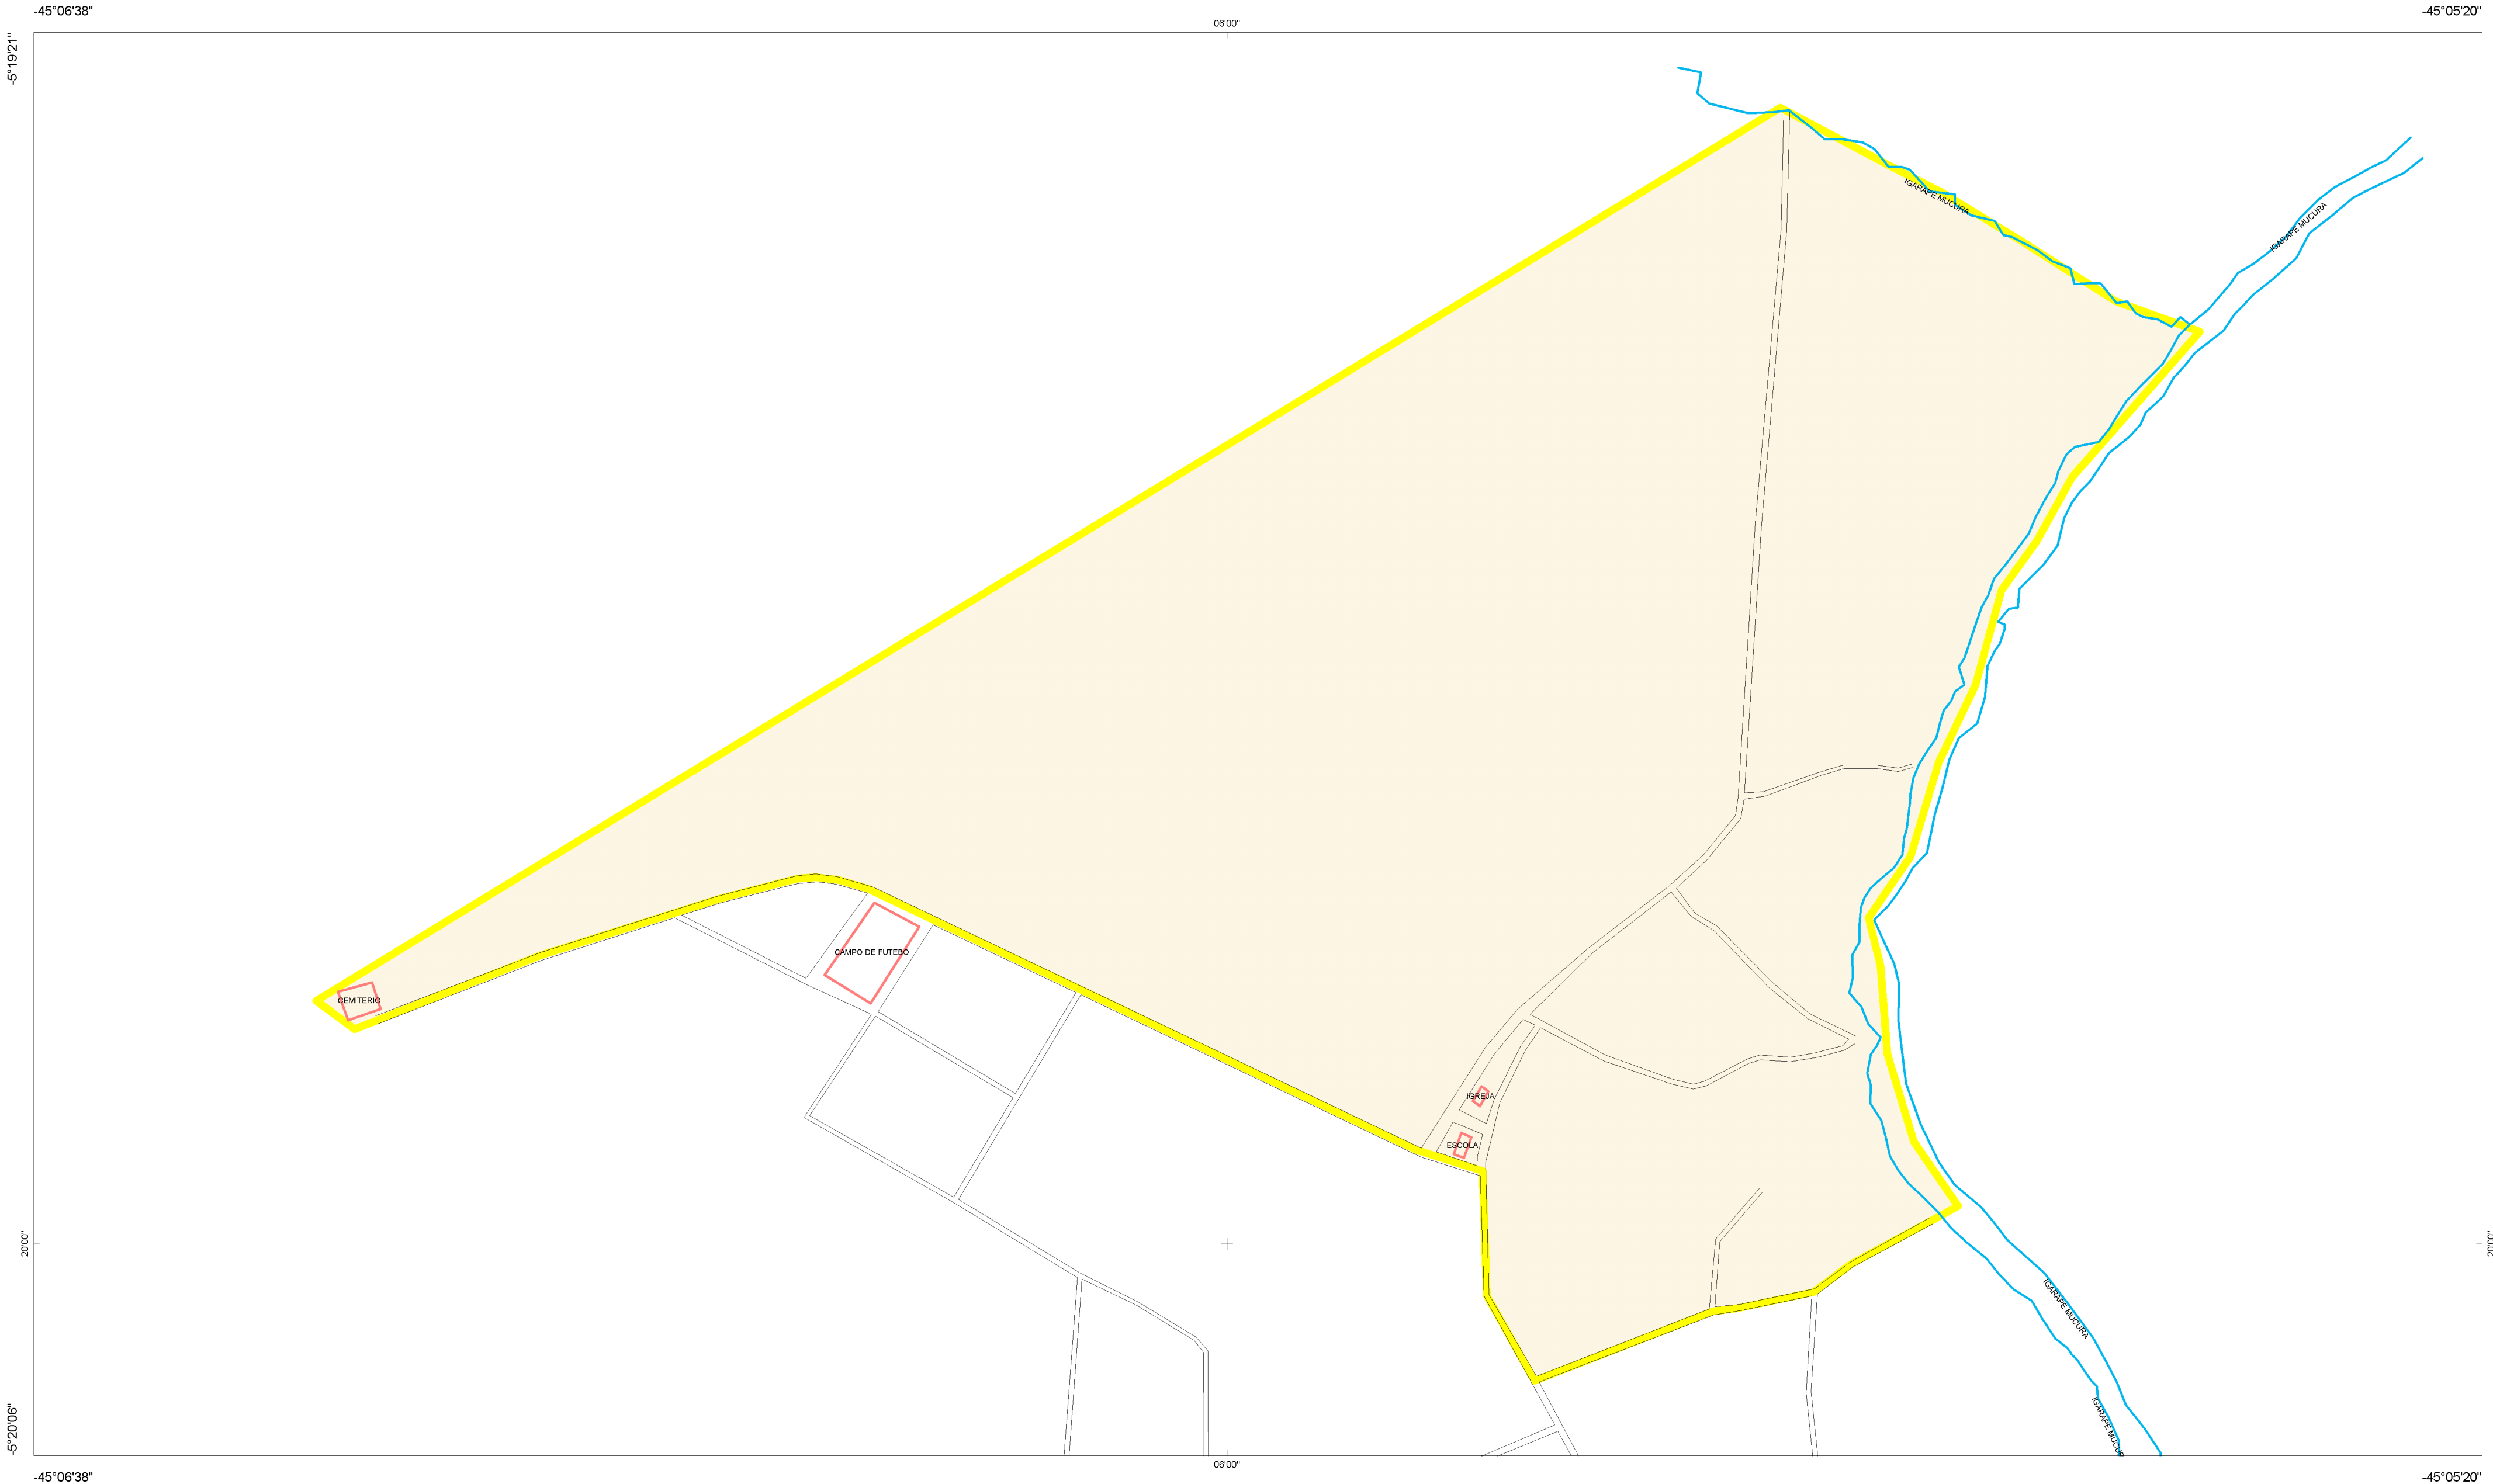 -45°06'38"
06'00"
-45°05'20"
-5°19'21"
IGARAPE MUCURA
IGARAPE MUCURA
CAMPO DE FUTEBO
CEMITERIO
IGREJA
ESCOLA
20'00"
20'00"
IGARAPE MUCURA
IGARAPE MUCUR
-5°20'06"
-45°06'38"
06'00"
-45°05'20"